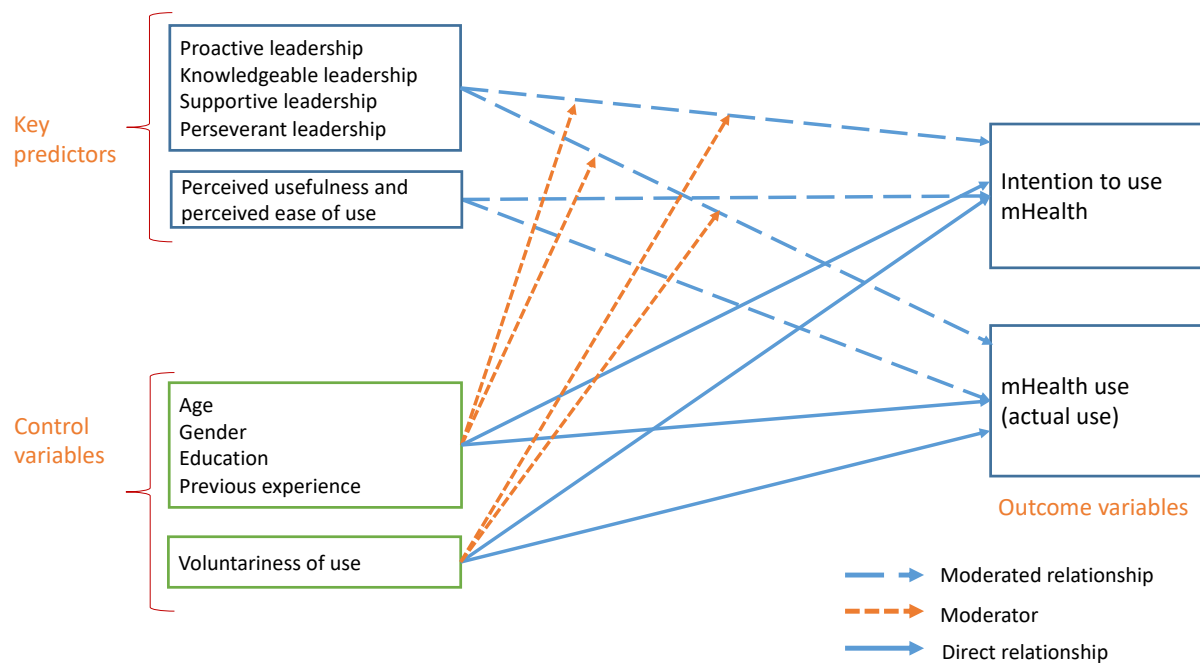 Key
predictors
Proactive leadership
Knowledgeable leadership
Supportive leadership
Perseverant leadership
Perceived usefulness and
perceived ease of use
Intention to use
mHealth
mHealth use
(actual use)
Outcome variables
Control
variables
Age
Gender
Education
Previous experience
Voluntariness of use
Moderated relationship
Moderator
Direct relationship